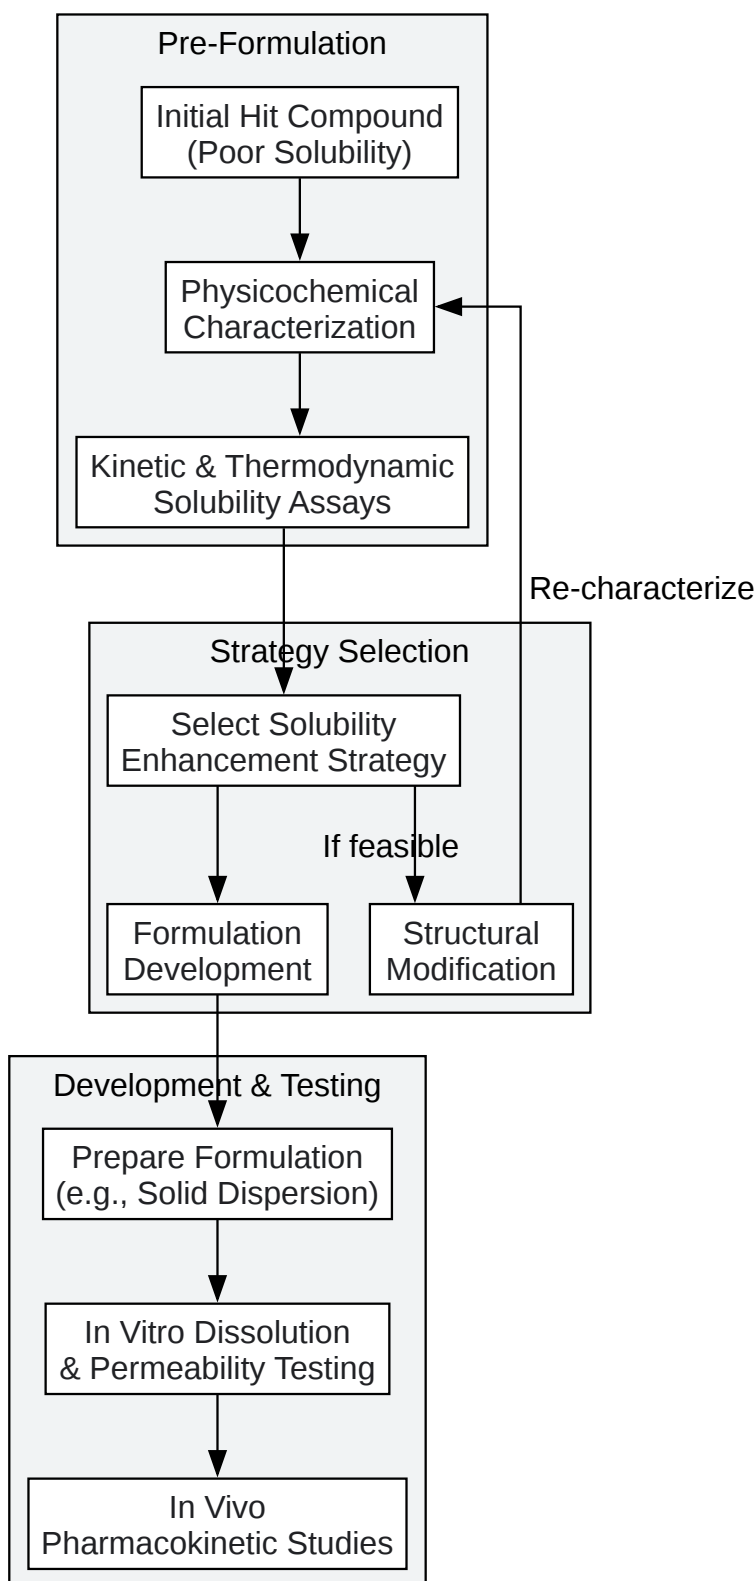 Pre-Formulation
Initial Hit Compound
(Poor Solubility)
Physicochemical
Characterization
Kinetic & Thermodynamic
Solubility Assays
Re-characterize
Strategy Selection
Select Solubility
Enhancement Strategy
If feasible
Formulation
Development
Structural
Modification
Development & Testing
Prepare Formulation
(e.g., Solid Dispersion)
In Vitro Dissolution
& Permeability Testing
In Vivo
Pharmacokinetic Studies